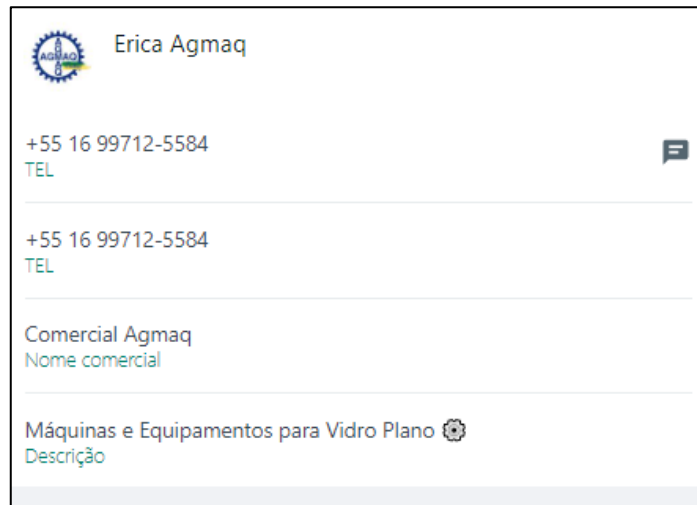 AGMAQ
Erica Agmaq
+55 16 99712-5584
TEL
+55 16 99712-5584
TEL
Comercial Agmaq
Nome comercial
Máquinas e Equipamentos para Vidro Plano
Descrição